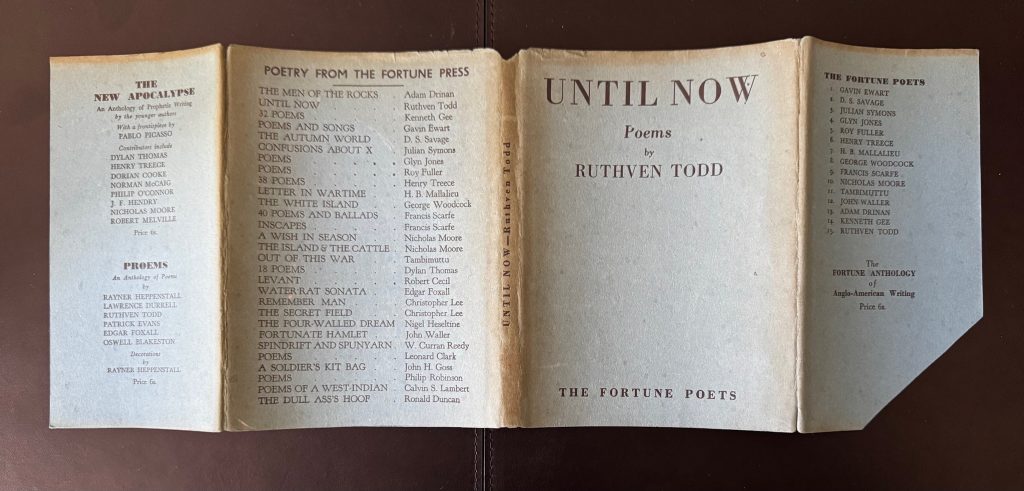 THE
NEW APOCALYPSE
An Anthology of Prophetic Writing
by the younger authors
With a frontispiece by
PABLO PICASSO
Contributors include
DYLAN THOMAS
HENRY TREECE
DORIAN COOKE
NORMAN McCAIG
PHILIP O'CONNOR
J. F. HENDRY
NICHOLAS MOORE
ROBERT MELVILLE
Price 6s.
PROEMS
An Anthology of Poems
by
RAYNER HEPPENSTALL
LAWRENCE DURRELL
RUTHVEN TODD
PATRICK EVANS
EDGAR FOXALL
OSWELL BLAKESTON
Decorations
by
RAYNER HEPPENSTALL
Price 6s.
POETRY FROM THE FORTUNE PRESS
THE MEN OF THE ROCKS . Adam Drinan
UNTIL NOW . . . Ruthven Todd
32 POEMS . . . Kenneth Gee
POEMS AND SONGS . . Gavin Ewart
THE AUTUMN WORLD . . D. S. Savage
CONFUSIONS ABOUT X . Julian Symons
POEMS . . . . Glyn Jones
POEMS . . . . Roy Fuller
38 POEMS . . . Henry Treece
LETTER IN WARTIME . . H. B. Mallalieu
THE WHITE ISLAND . . George Woodcock
40 POEMS AND BALLADS . Francis Scarfe
INSCAPES . . . Francis Scarfe
A WISH IN SEASON . . Nicholas Moore
THE ISLAND & THE CATTLE . Nicholas Moore
OUT OF THIS WAR . . Tambimuttu
18 POEMS . . . Dylan Thomas
LEVANT . . . Robert Cecil
WATER-RAT SONATA . . Edgar Foxall
REMEMBER MAN . . Christopher Lee
THE SECRET FIELD . . Christopher Lee
THE FOUR-WALLED DREAM . Nigel Heseltine
FORTUNATE HAMLET . . John Waller
SPINDRIFT AND SPUNYARN . W. Curran Reedy
POEMS . . . . Leonard Clark
A SOLDIER'S KIT BAG . . John H. Goss
POEMS . . . . Philip Robinson
POEMS OF A WEST-INDIAN . Calvin S. Lambert
THE DULL ASS'S HOOF . Ronald Duncan
UNTIL NOW—Ruthven Todd
UNTIL NOW
Poems
by
RUTHVEN TODD
THE FORTUNE POETS
THE FORTUNE POETS
1. GAVIN EWART
2. D. S. SAVAGE
3. JULIAN SYMONS
4. GLYN JONES
5. ROY FULLER
6. HENRY TREECE
7. H. B. MALLALIEU
8. GEORGE WOODCOCK
9. FRANCIS SCARFE
10. NICHOLAS MOORE
11. TAMBIMUTTU
12. JOHN WALLER
13. ADAM DRINAN
14. KENNETH GEE
15. RUTHVEN TODD
The
FORTUNE ANTHOLOGY
of
Anglo-American Writing
Price 6s.